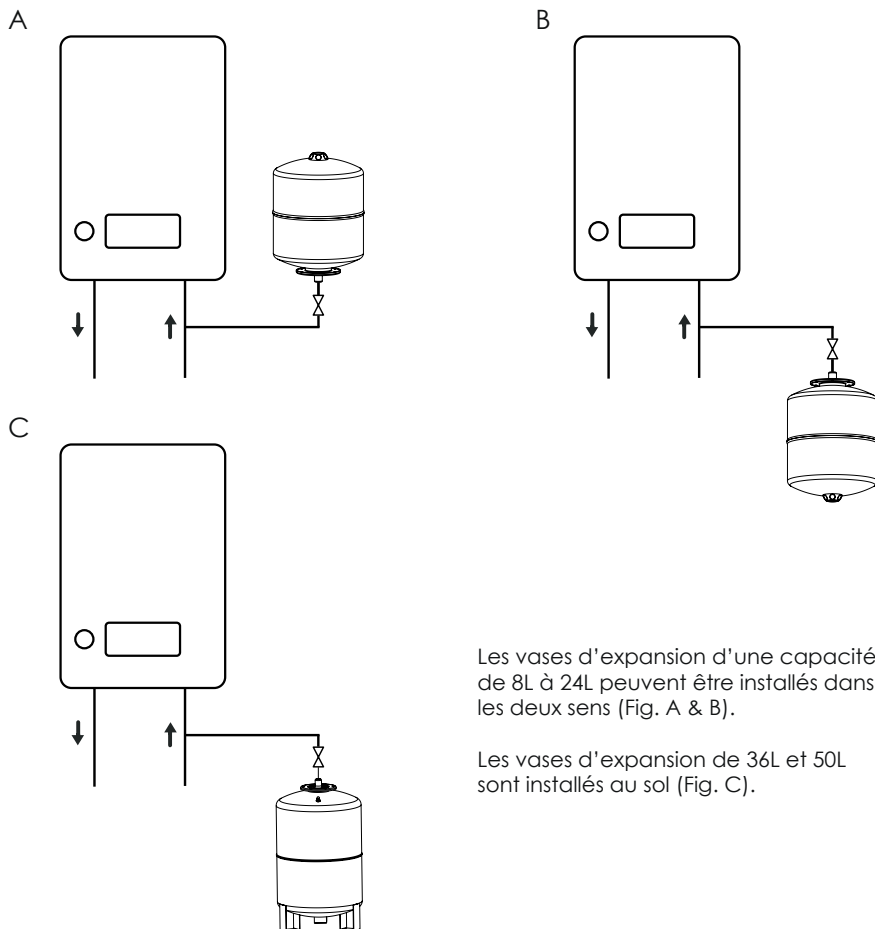 A
B
C
Les vases d’expansion d’une capacité
de 8L à 24L peuvent être installés dans
les deux sens (Fig. A & B).
Les vases d’expansion de 36L et 50L
sont installés au sol (Fig. C).